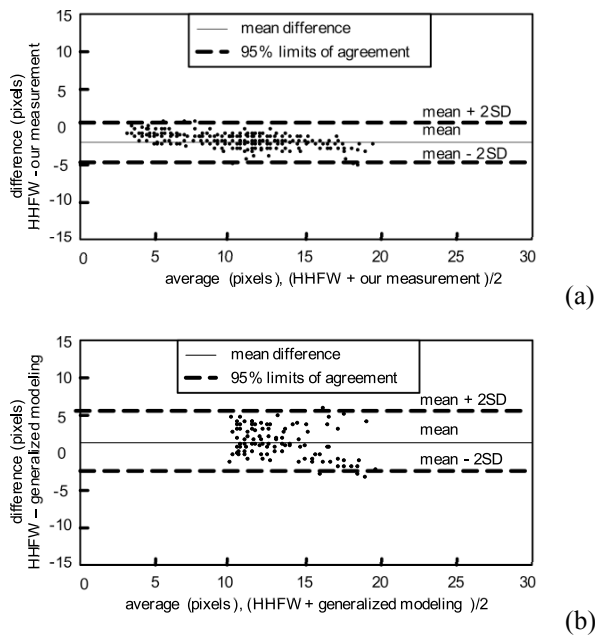 15
mean difference
95% limits of agreement
10
5
mean + 2SD
0
mean
mean - 2SD
-5
-10
-15
difference (pixels)
HHFW - our measurement
0 5 10 15 20 25 30
average (pixels), (HHFW + our measurement )/2
(a)
15
mean difference
95% limits of agreement
10
mean + 2SD
5
mean
0
mean - 2SD
-5
-10
-15
difference (pixels)
HHFW – generalized modeling
0 5 10 15 20 25 30
average (pixels), (HHFW + generalized modeling )/2
(b)